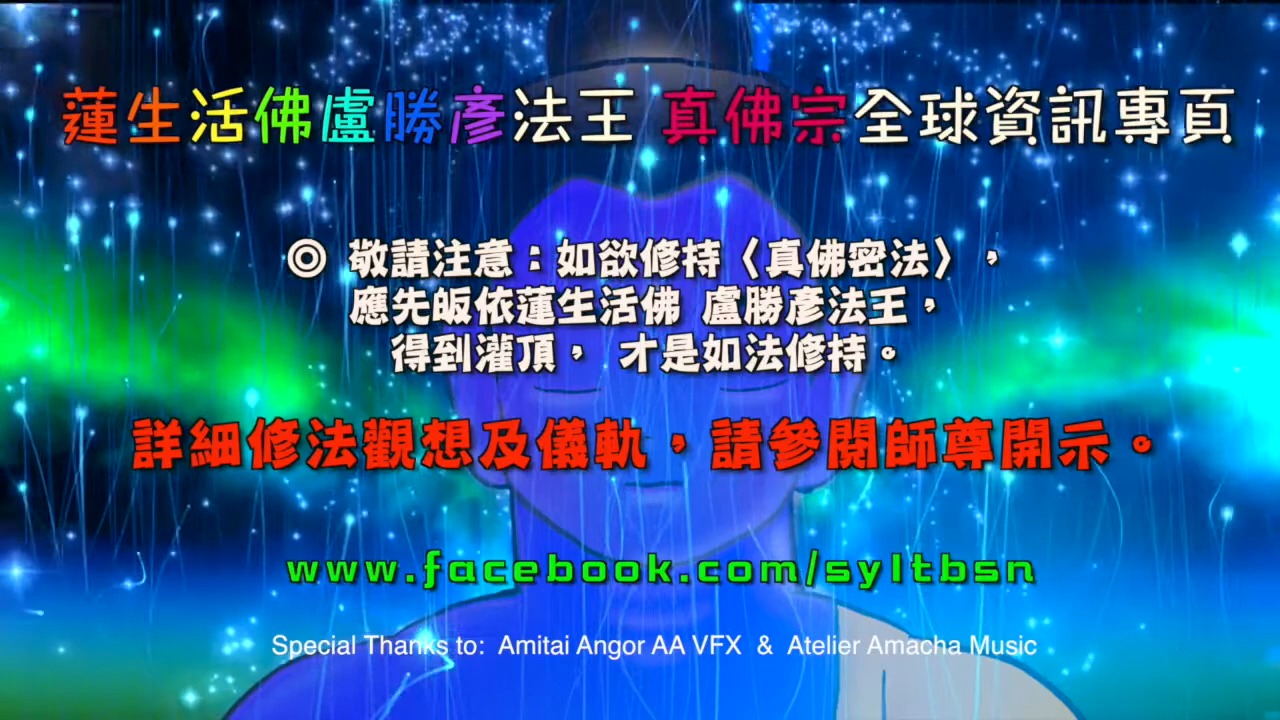 蓮生活佛盧勝彥法王 真佛宗全球資訊專頁
◎ 敬請注意：如欲修持〈真佛密法〉，
應先皈依蓮生活佛 盧勝彥法王，
得到灌頂， 才是如法修持。
詳細修法觀想及儀軌，請參閱師尊開示。
www.facebook.com/syltbsn
Special Thanks to: Amitai Angor AA VFX & Atelier Amacha Music